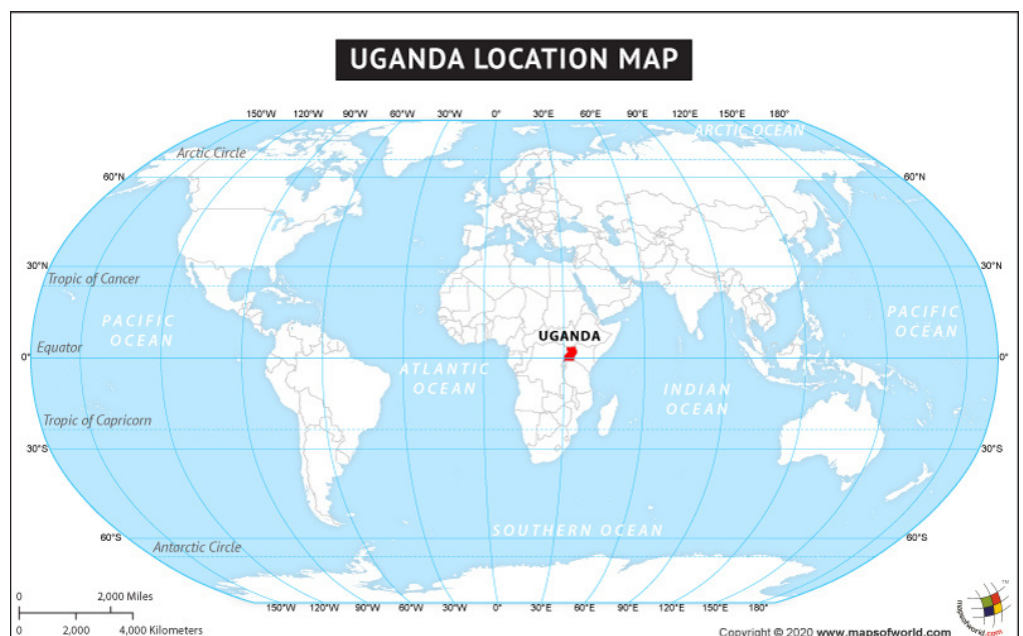 UGANDA LOCATION MAP
150°W 120°W 90°W 60°W 30°W 0° 30°E 60°E 90°E 120°E 150°E 180°
ARCTIC OCEAN
Arctic Circle
60°N 60°N
30°N 30°N
Tropic of Cancer
PACIFIC
OCEAN
PACIFIC
OCEAN
UGANDA
Equator
0° 0°
ATLANTIC
OCEAN
INDIAN
OCEAN
Tropic of Capricorn
30°S 30°S
SOUTHERN OCEAN
60°S 60°S
Antarctic Circle
150°W 120°W 90°W 60°W 30°W 0° 30°E 60°E 90°E 120°E 150°E 180°
0 2,000 Miles
0 2,000 4,000 Kilometers
TM
mapsofworld.com
Copyright © 2020 www.mapsofworld.com